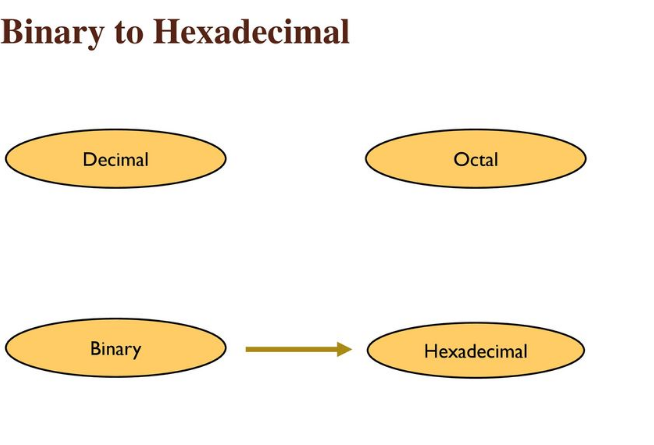 Binary to Hexadecimal
Decimal
Octal
Binary
Hexadecimal